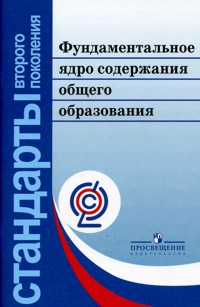 стандарты
второго
поколения
Фундаментальное
ядро содержания
общего
образования
ПРОСВЕЩЕНИЕ
ИЗДАТЕЛЬСТВО